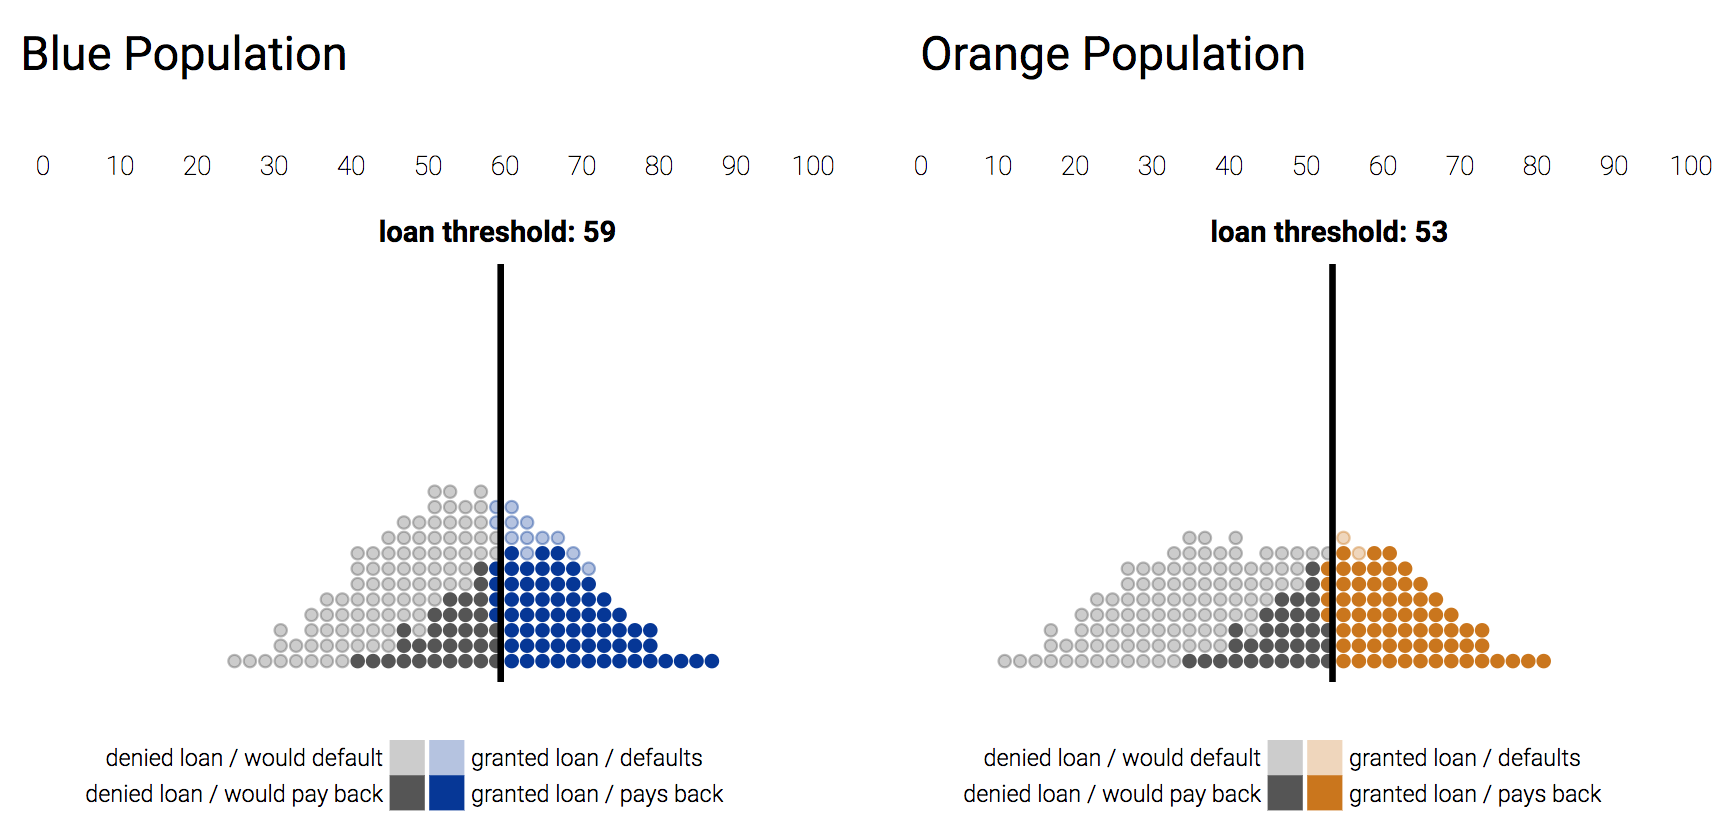 Blue Population
0 10 20 30 40 50 60 70 80 90 100
loan threshold: 59
denied loan / would default granted loan / defaults
denied loan / would pay back granted loan / pays back
Orange Population
0 10 20 30 40 50 60 70 80 90 100
loan threshold: 53
denied loan / would default granted loan / defaults
denied loan / would pay back granted loan / pays back